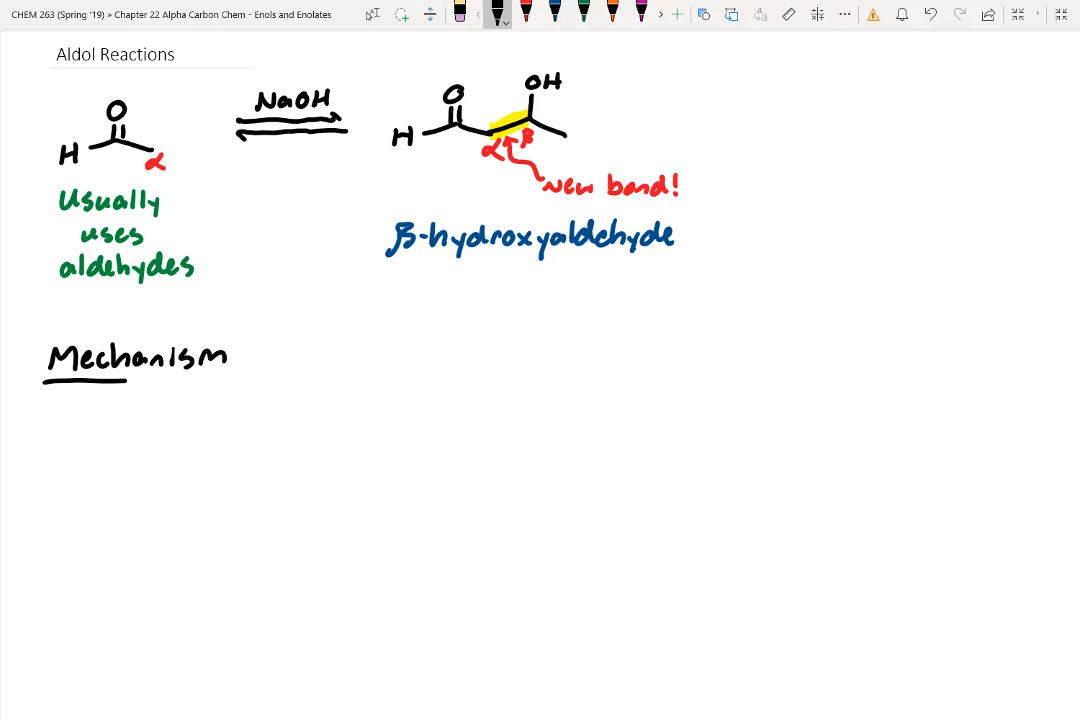 CHEM 263 (Spring '19) » Chapter 22 Alpha Carbon Chem - Enols and Enolates
Aldol Reactions
O
H
α
NaOH
O
OH
H
α
β
New bond!
Usually
uses
aldehydes
β-hydroxyaldehyde
Mechanism